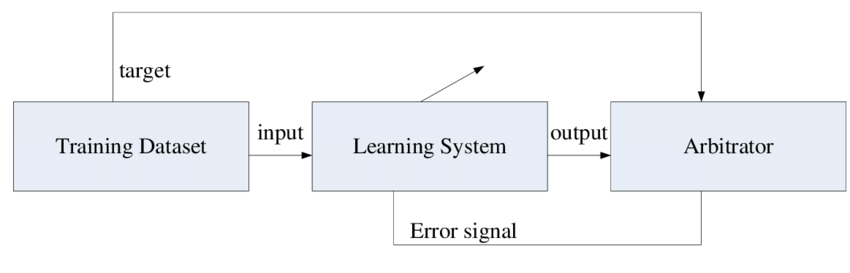 target
Training Dataset
input
Learning System
output
Arbitrator
Error signal